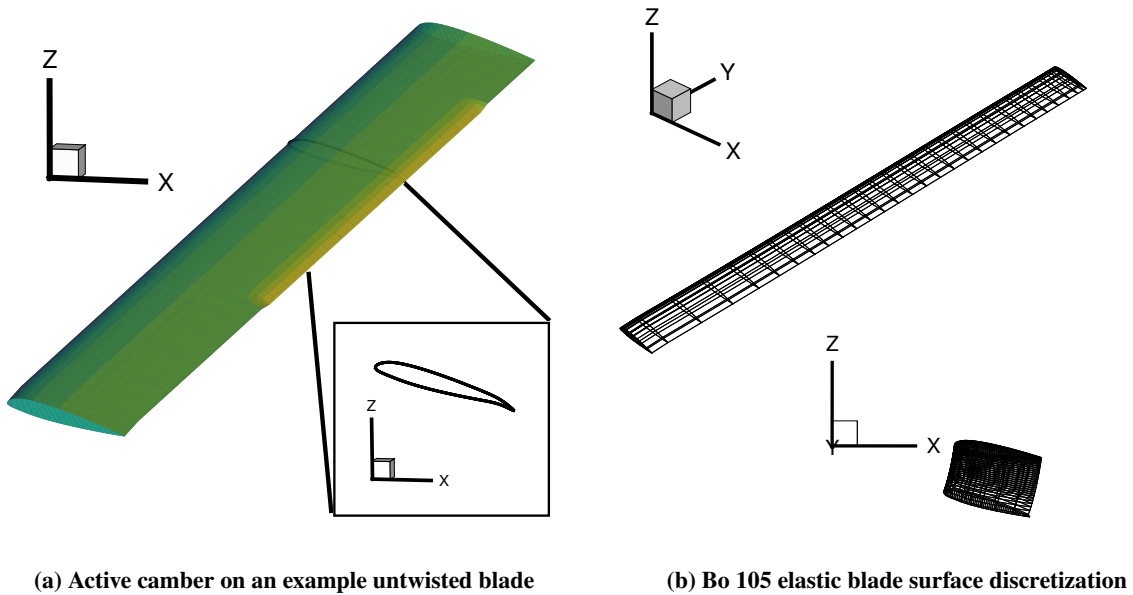 Z
X
Z
X
Z
Y
X
Z
Y
X
(a) Active camber on an example untwisted blade
(b) Bo 105 elastic blade surface discretization